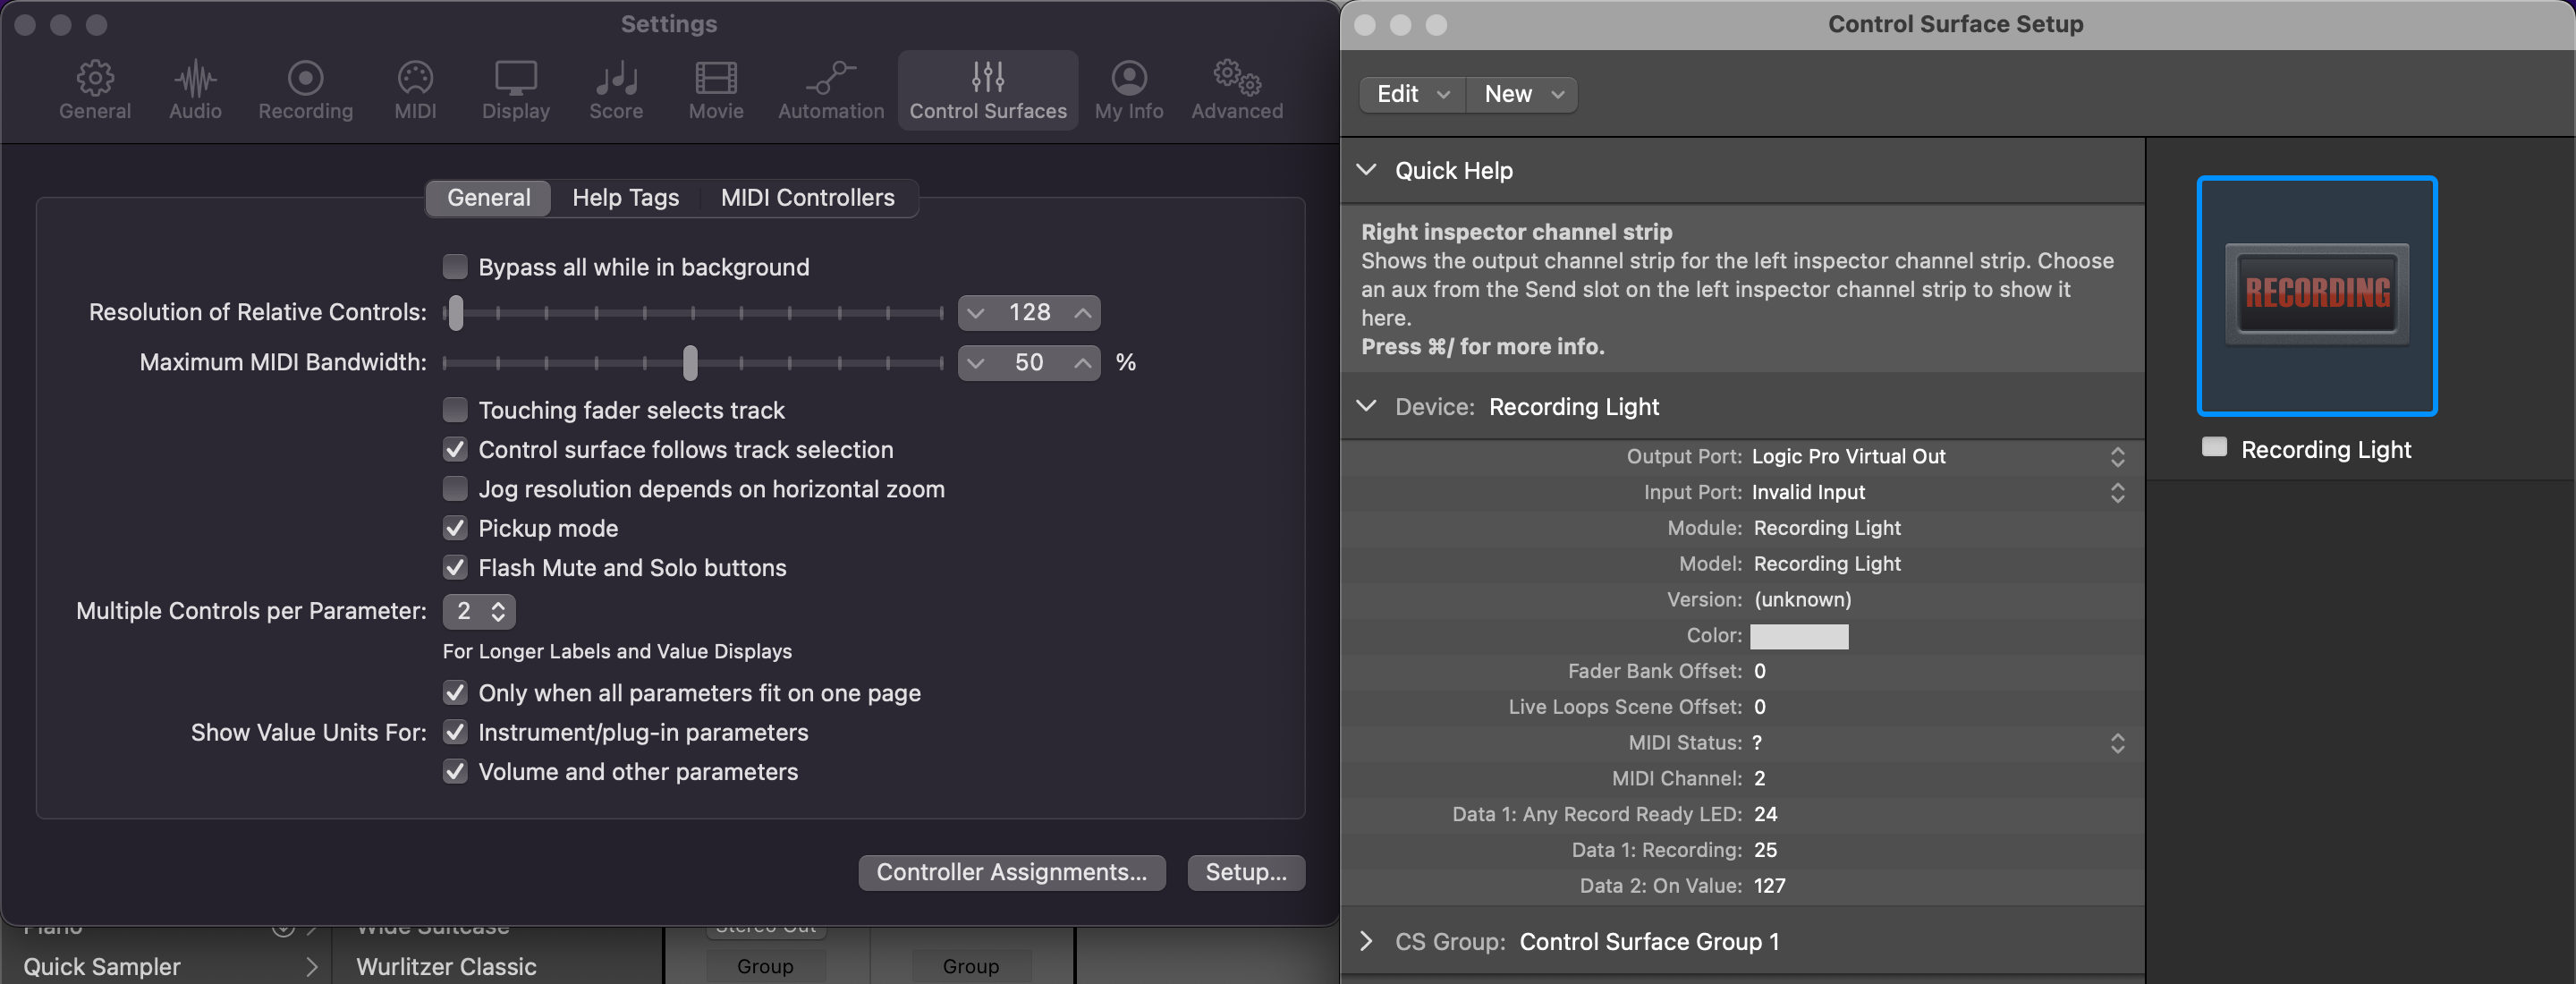 Settings
General
Audio
Recording
MIDI
Display
Score
Movie
Automation
Control Surfaces
My Info
Advanced
General
Help Tags
MIDI Controllers
Bypass all while in background
Resolution of Relative Controls:
128
Maximum MIDI Bandwidth:
50
%
Touching fader selects track
Control surface follows track selection
Jog resolution depends on horizontal zoom
Pickup mode
Flash Mute and Solo buttons
Multiple Controls per Parameter:
2
For Longer Labels and Value Displays
Only when all parameters fit on one page
Show Value Units For:
Instrument/plug-in parameters
Volume and other parameters
Controller Assignments...
Setup...
Piano
Wide Suitcase
Stereo Out
Quick Sampler
Wurlitzer Classic
Group
Group
Control Surface Setup
Edit
New
Quick Help
Right inspector channel strip
Shows the output channel strip for the left inspector channel strip. Choose
an aux from the Send slot on the left inspector channel strip to show it
here.
Press ⌘/ for more info.
Device: Recording Light
Output Port: Logic Pro Virtual Out
Input Port: Invalid Input
Module: Recording Light
Model: Recording Light
Version: (unknown)
Color:
Fader Bank Offset: 0
Live Loops Scene Offset: 0
MIDI Status: ?
MIDI Channel: 2
Data 1: Any Record Ready LED: 24
Data 1: Recording: 25
Data 2: On Value: 127
CS Group: Control Surface Group 1
RECORDING
Recording Light